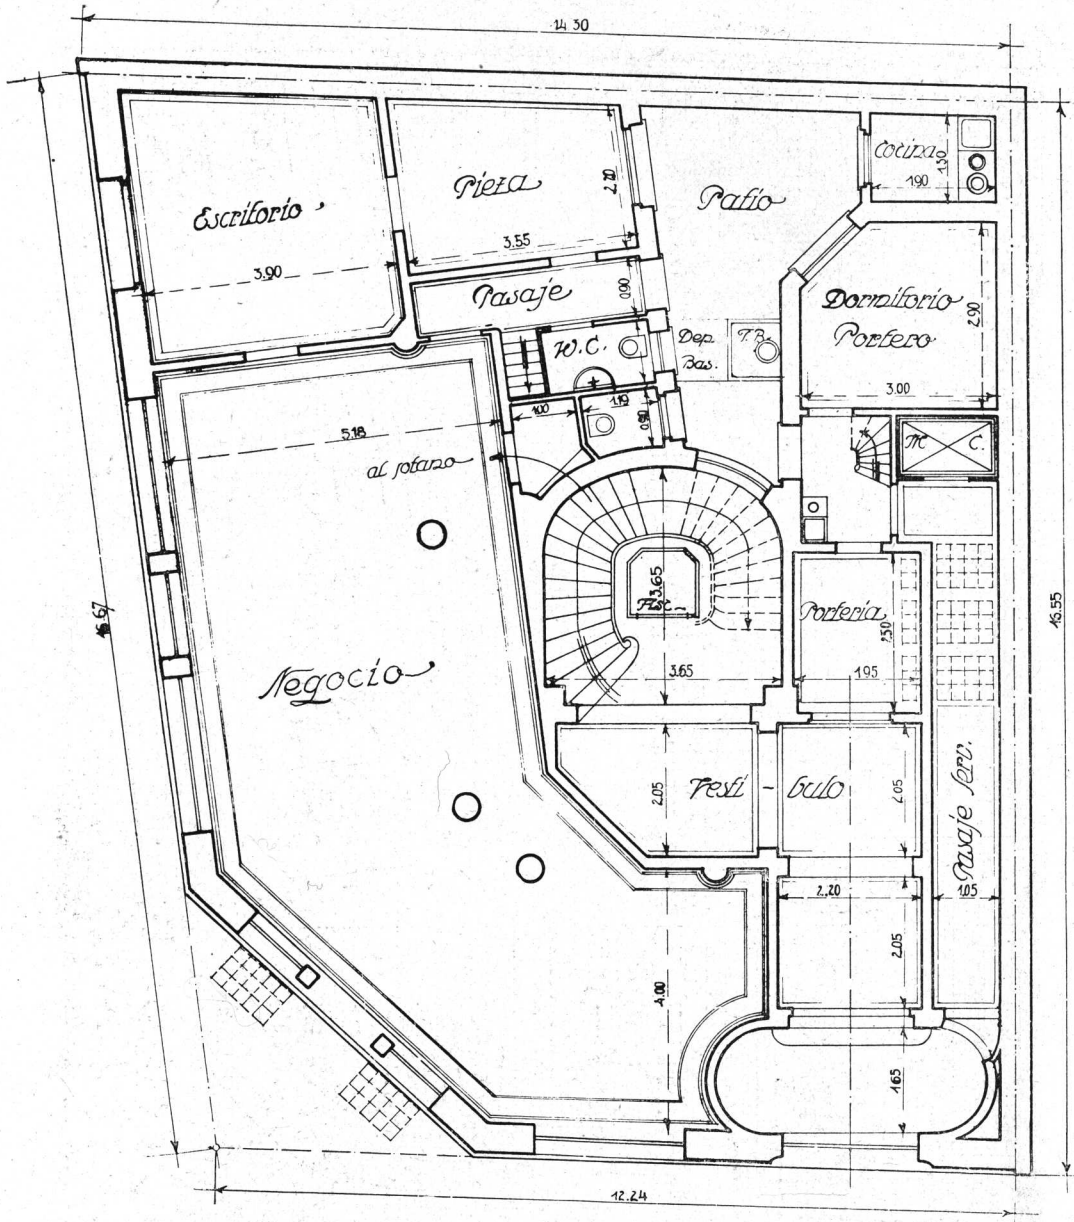 14.30
Escritorio
3.90
Pieza
2.70
3.55
Patio
Cocina
1.30
1.90
Pasaje
0.90
Dormitorio
Portero
2.90
3.00
W.C.
Dep.
Bas.
T.B.
1.00
1.10
0.90
M C.
5.18
al sotano
3.65
Asc.
3.65
Porteria
2.50
1.95
16.67
15.55
Negocio
Vesti - bulo
2.05
2.05
Pasaje serv.
2.20
1.05
2.05
4.00
1.65
12.24